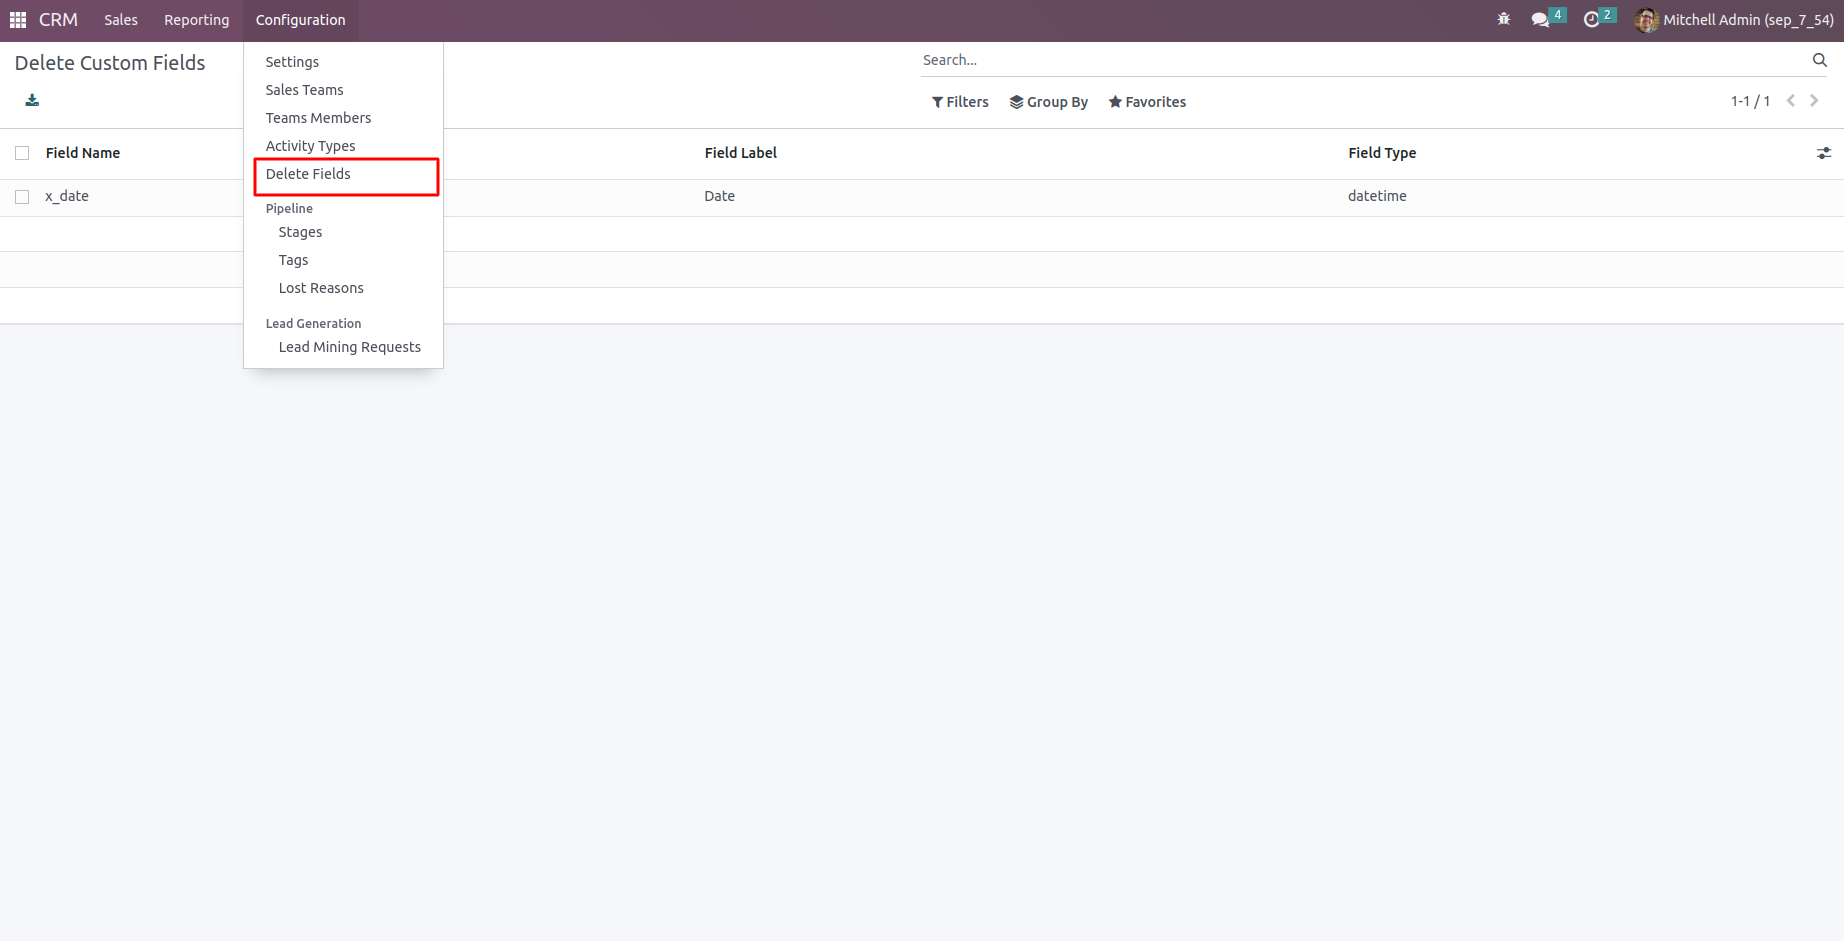 CRM Sales Reporting Configuration 4 2 Mitchell Admin (sep_7_54)
Delete Custom Fields
Search...
Filters Group By Favorites 1-1 / 1
Settings
Sales Teams
Teams Members
Activity Types
Delete Fields
Pipeline
Stages
Tags
Lost Reasons
Lead Generation
Lead Mining Requests
Field Name Field Label Field Type
x_date Date datetime